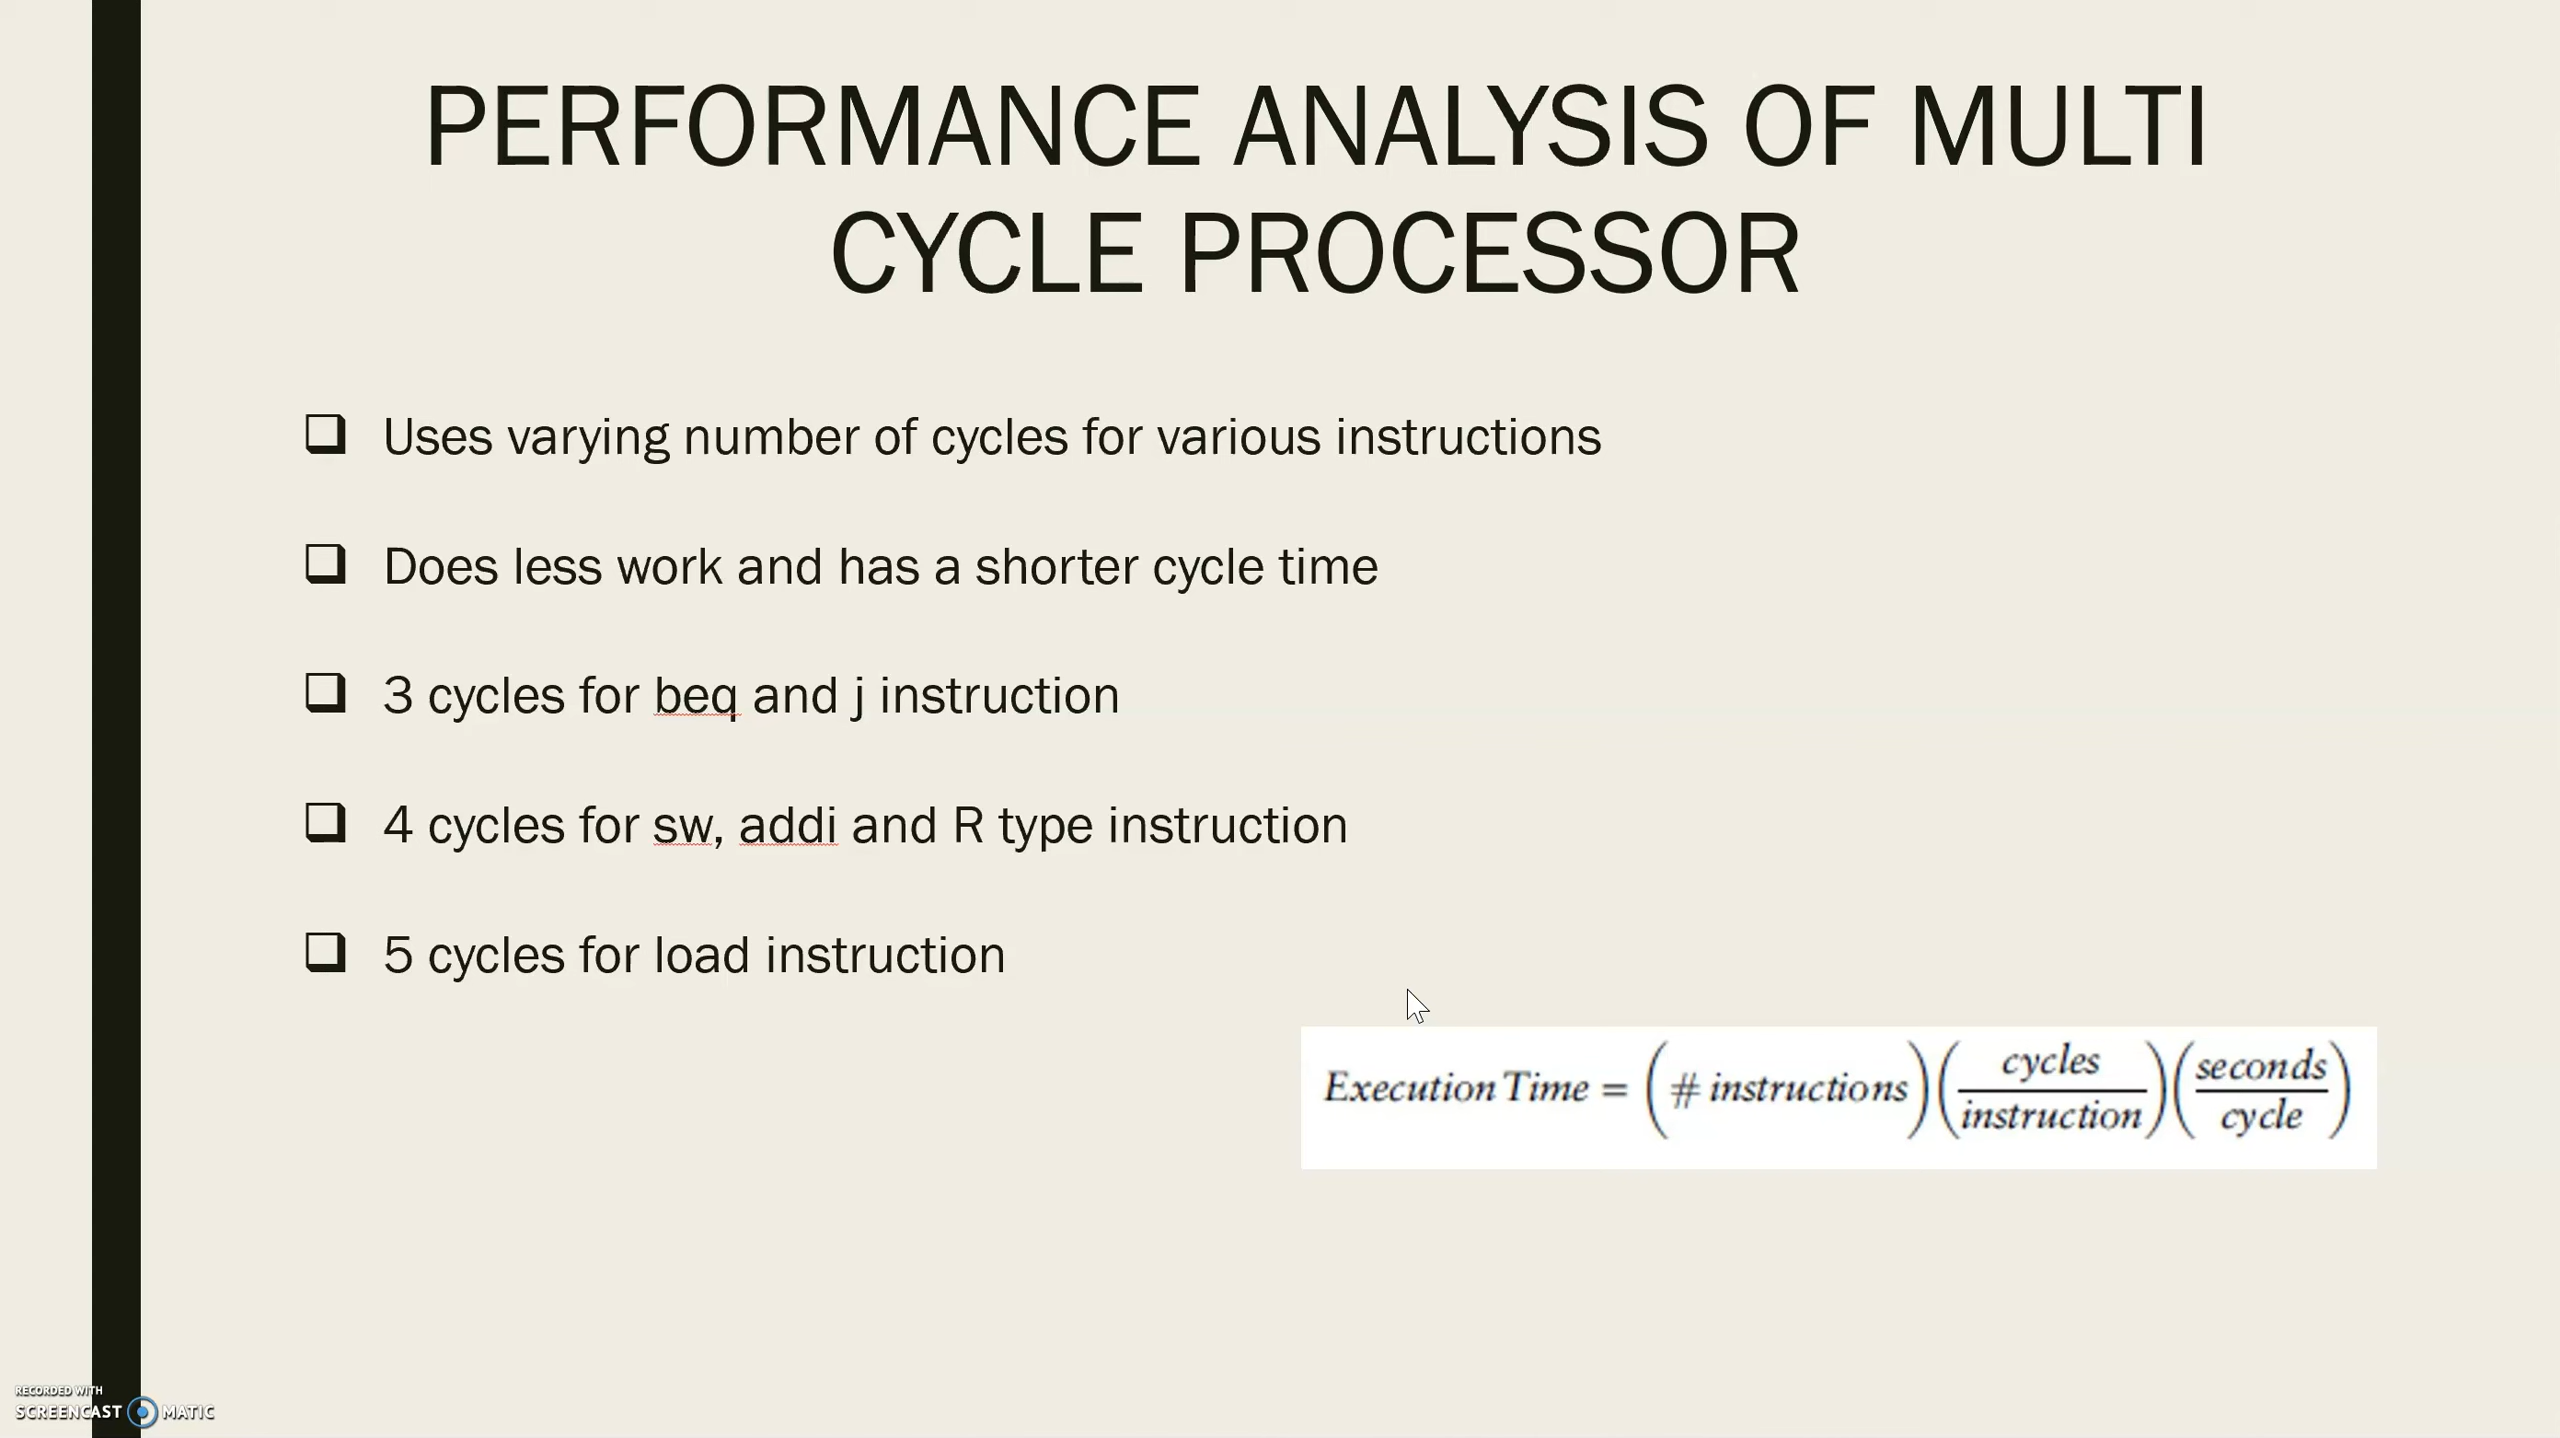 PERFORMANCE ANALYSIS OF MULTI
CYCLE PROCESSOR
Uses varying number of cycles for various instructions
Does less work and has a shorter cycle time
3 cycles for beq and j instruction
4 cycles for sw, addi and R type instruction
5 cycles for load instruction
Execution Time = (# instructions)(cycles/instruction)(seconds/cycle)
RECORDED WITH
SCREENCAST MATIC